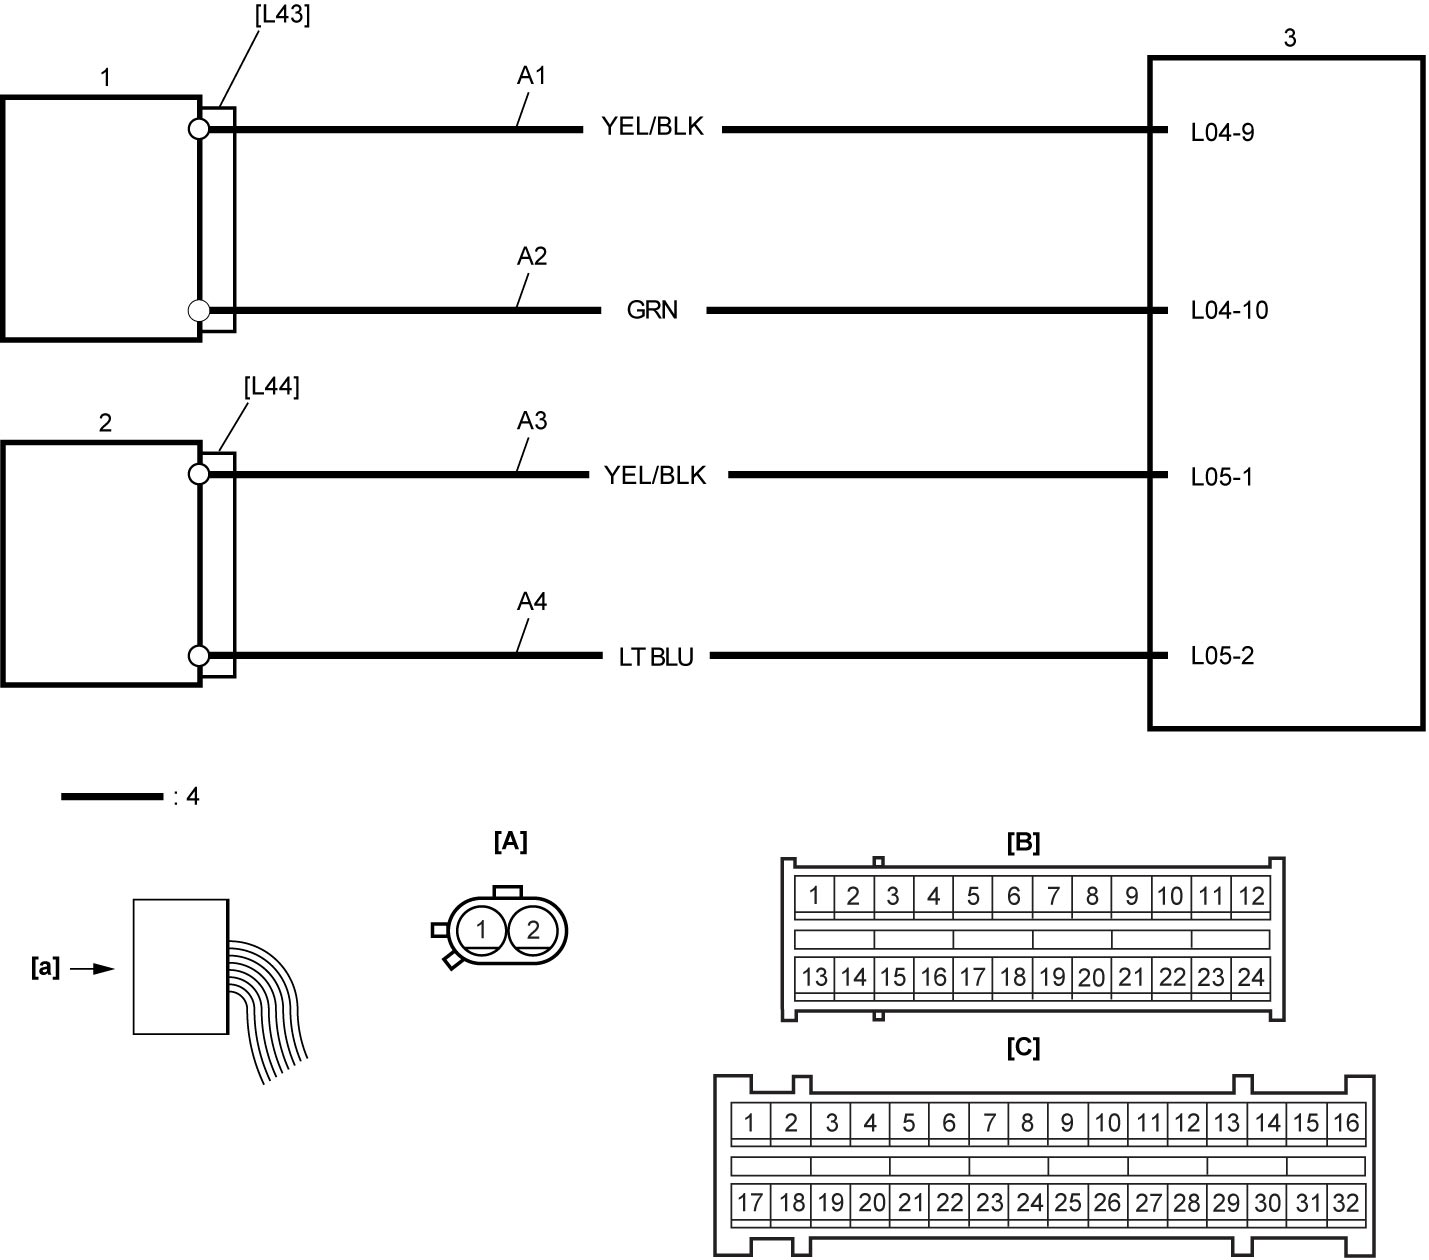 [L43]
1
3
A1
YEL/BLK
L04-9
A2
GRN
L04-10
[L44]
2
A3
YEL/BLK
L05-1
A4
LT BLU
L05-2
: 4
[A]
1 2
[a]
[B]
1 2 3 4 5 6 7 8 9 10 11 12
13 14 15 16 17 18 19 20 21 22 23 24
[C]
1 2 3 4 5 6 7 8 9 10 11 12 13 14 15 16
17 18 19 20 21 22 23 24 25 26 27 28 29 30 31 32